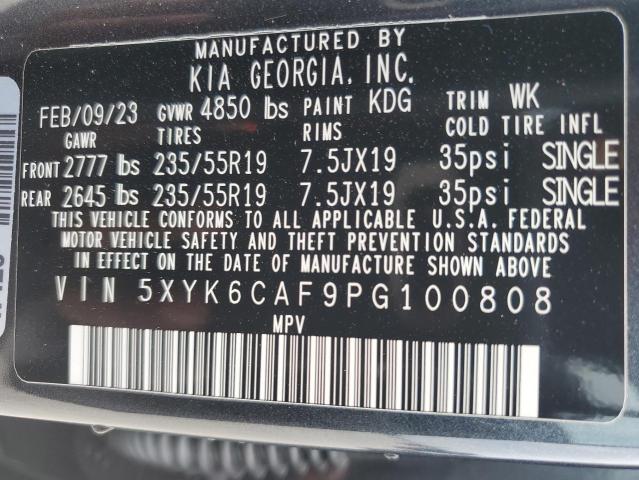 MANUFACTURED BY
KIA GEORGIA, INC.
FEB/09/23 GVWR 4850 lbs PAINT KDG TRIM WK
GAWR TIRES RIMS COLD TIRE INFL
FRONT 2777 lbs 235/55R19 7.5JX19 35psi SINGLE
REAR 2645 lbs 235/55R19 7.5JX19 35psi SINGLE
THIS VEHICLE CONFORMS TO ALL APPLICABLE U.S.A. FEDERAL
MOTOR VEHICLE SAFETY AND THEFT PREVENTION STANDARDS
IN EFFECT ON THE DATE OF MANUFACTURE SHOWN ABOVE
VIN 5XYK6CAF9PG100808
MPV